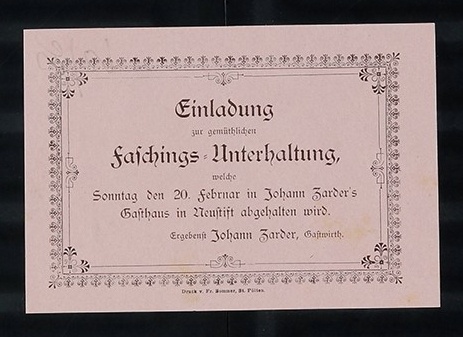 Einladung
zur gemüthlichen
Faschings-Unterhaltung,
welche
Sonntag den 20. Februar in Johann Zarder's
Gasthaus in Neustift abgehalten wird.
Ergebenst Johann Zarder, Gastwirth.
Druck v. Fr. Sommer, St. Pölten.